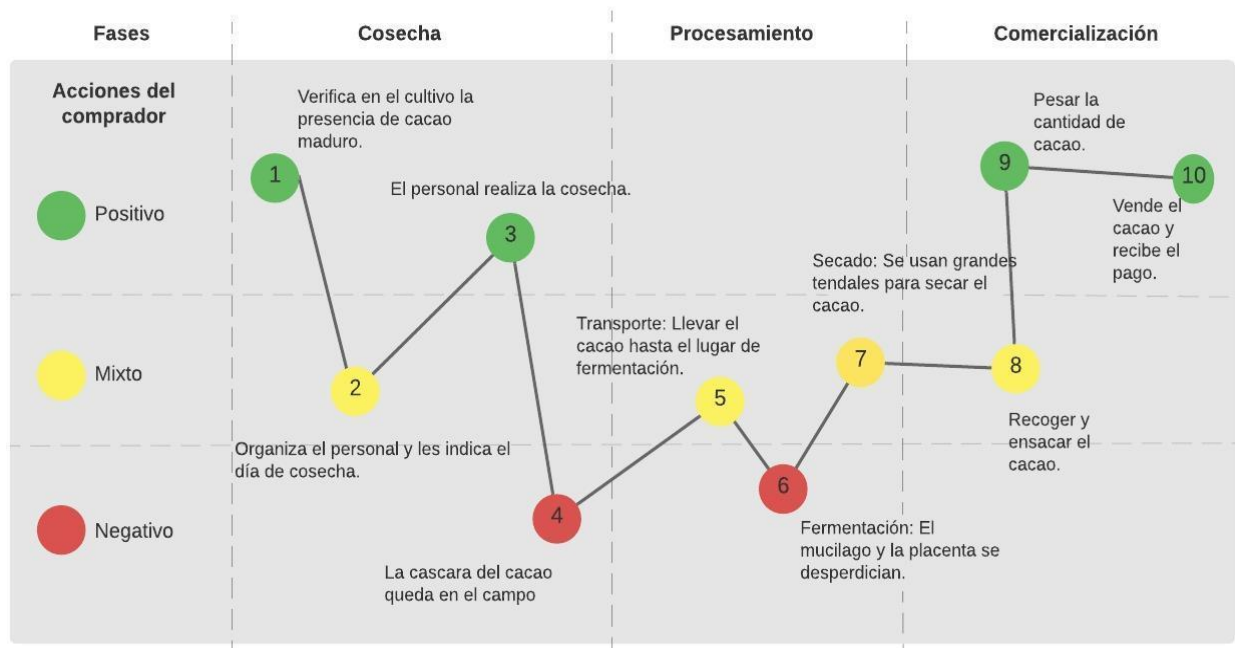 Fases
Cosecha
Procesamiento
Comercialización
Acciones del
comprador
Positivo
Mixto
Negativo
1
Verifica en el cultivo la
presencia de cacao
maduro.
2
Organiza el personal y les indica el
día de cosecha.
3
El personal realiza la cosecha.
4
La cascara del cacao
queda en el campo
5
Transporte: Llevar el
cacao hasta el lugar de
fermentación.
6
Fermentación: El
mucilago y la placenta se
desperdician.
7
Secado: Se usan grandes
tendales para secar el
cacao.
8
Recoger y
ensacar el
cacao.
9
Pesar la
cantidad de
cacao.
10
Vende el
cacao y
recibe el
pago.